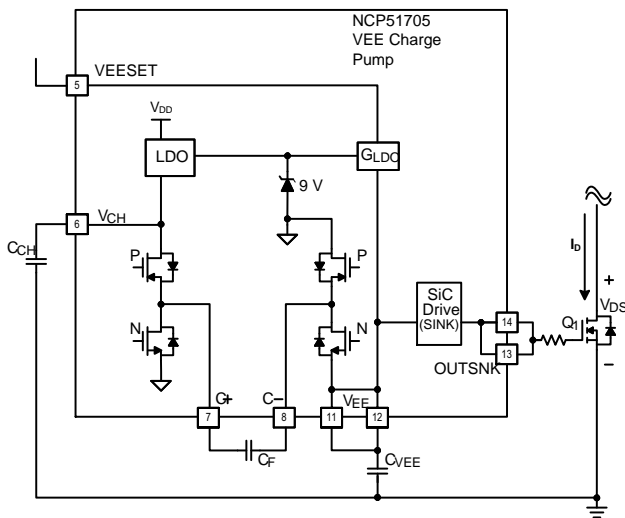 NCP51705
VEE Charge
Pump
5
VEESET
VDD
LDO
GLDO
9 V
6
VCH
CCH
P
P
N
N
ID
+
SiC
Drive
(SINK)
14
13
OUTSNK
Q1
VDS
−
C+
C−
VEE
7
8
11
12
CF
CVEE